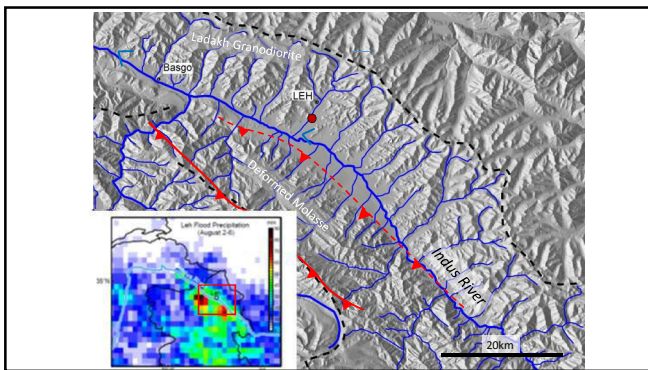 Ladakh Granodiorite
Basgo
LEH
Deformed Molasse
Indus River
Leh Flood Precipitation
(August 2-6)
35°N
20km